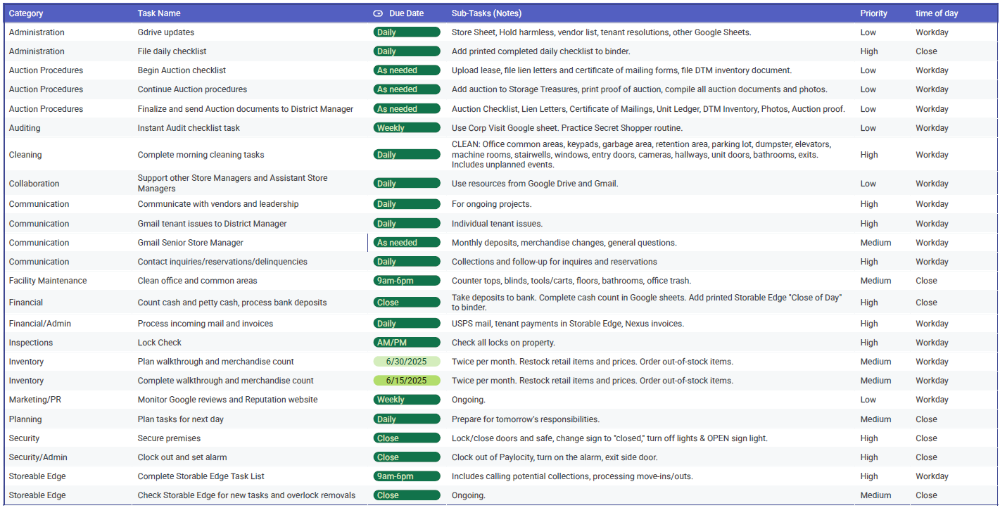 Category Task Name Due Date Sub-Tasks (Notes) Priority time of day
Administration Gdrive updates Daily Store Sheet, Hold harmless, vendor list, tenant resolutions, other Google Sheets. Low Workday
Administration File daily checklist Daily Add printed completed daily checklist to binder. High Close
Auction Procedures Begin Auction checklist As needed Upload lease, file lien letters and certificate of mailing forms, file DTM inventory document. Low Workday
Auction Procedures Continue Auction procedures As needed Add auction to Storage Treasures, print proof of auction, compile all auction documents and photos. Low Workday
Auction Procedures Finalize and send Auction documents to District Manager As needed Auction Checklist, Lien Letters, Certificate of Mailings, Unit Ledger, DTM Inventory, Photos, Auction proof. Low Workday
Auditing Instant Audit checklist task Weekly Use Corp Visit Google sheet. Practice Secret Shopper routine. Low Workday
CLEAN: Office common areas, keypads, garbage area, retention area, parking lot, dumpster, elevators,
Cleaning Complete morning cleaning tasks Daily machine rooms, stairwells, windows, entry doors, cameras, hallways, unit doors, bathrooms, exits. High Workday
Includes unplanned events.
Support other Store Managers and Assistant Store
Collaboration Managers Daily Use resources from Google Drive and Gmail. Low Workday
Communication Communicate with vendors and leadership Daily For ongoing projects. High Workday
Communication Gmail tenant issues to District Manager Daily Individual tenant issues. High Workday
Communication Gmail Senior Store Manager As needed Monthly deposits, merchandise changes, general questions. Medium Workday
Communication Contact inquiries/reservations/delinquencies Daily Collections and follow-up for inquires and reservations High Workday
Facility Maintenance Clean office and common areas 9am-6pm Counter tops, blinds, tools/carts, floors, bathrooms, office trash. Medium Close
Financial Count cash and petty cash, process bank deposits Close Take deposits to bank. Complete cash count in Google sheets. Add printed Storable Edge "Close of Day" High Close
to binder.
Financial/Admin Process incoming mail and invoices Daily USPS mail, tenant payments in Storable Edge, Nexus invoices. High Workday
Inspections Lock Check AM/PM Check all locks on property. High Workday
Inventory Plan walkthrough and merchandise count 6/30/2025 Twice per month. Restock retail items and prices. Order out-of-stock items. Medium Workday
Inventory Complete walkthrough and merchandise count 6/15/2025 Twice per month. Restock retail items and prices. Order out-of-stock items. Medium Workday
Marketing/PR Monitor Google reviews and Reputation website Weekly Ongoing. Low Workday
Planning Plan tasks for next day Daily Prepare for tomorrow's responsibilities. Medium Close
Security Secure premises Close Lock/close doors and safe, change sign to "closed," turn off lights & OPEN sign light. High Close
Security/Admin Clock out and set alarm Close Clock out of Paylocity, turn on the alarm, exit side door. High Close
Storeable Edge Complete Storable Edge Task List 9am-6pm Includes calling potential collections, processing move-ins/outs. High Workday
Storeable Edge Check Storable Edge for new tasks and overlock removals Close Ongoing. Medium Close